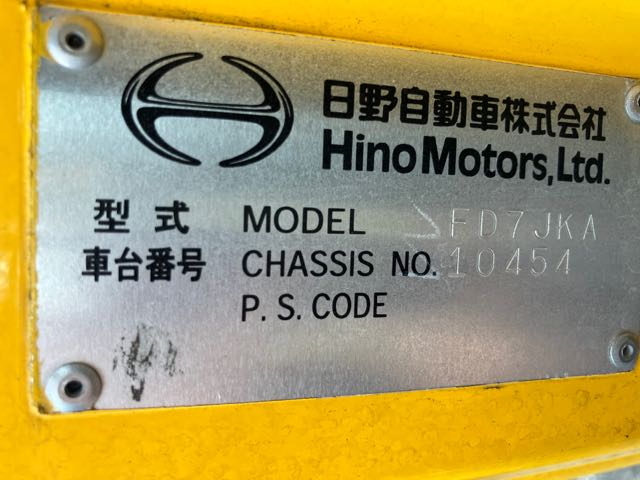 日野自動車株式会社
Hino Motors, Ltd.
型式 MODEL FD7JKA
車台番号 CHASSIS NO. 10454
P. S. CODE